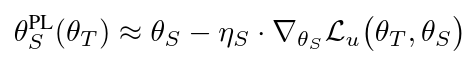 θ_S^{PL}(θ_T) ≈ θ_S − η_S · ∇_{θ_S} ℒ_u(θ_T, θ_S)